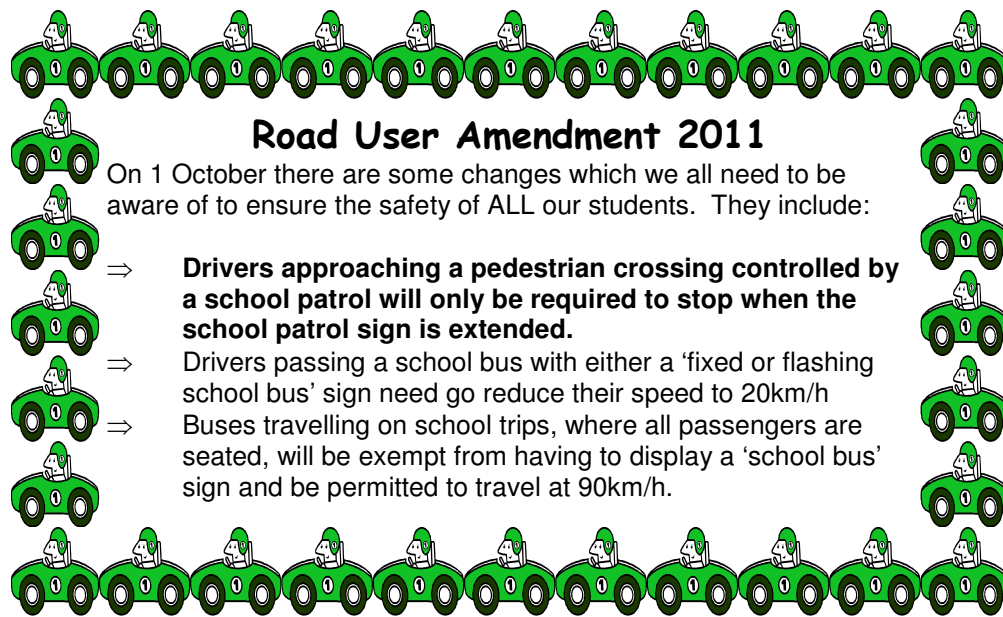 Road User Amendment 2011
On 1 October there are some changes which we all need to be
aware of to ensure the safety of ALL our students.  They include:
⇒ Drivers approaching a pedestrian crossing controlled by
a school patrol will only be required to stop when the
school patrol sign is extended.
⇒ Drivers passing a school bus with either a ‘fixed or flashing
school bus’ sign need go reduce their speed to 20km/h
⇒ Buses travelling on school trips, where all passengers are
seated, will be exempt from having to display a ‘school bus’
sign and be permitted to travel at 90km/h.